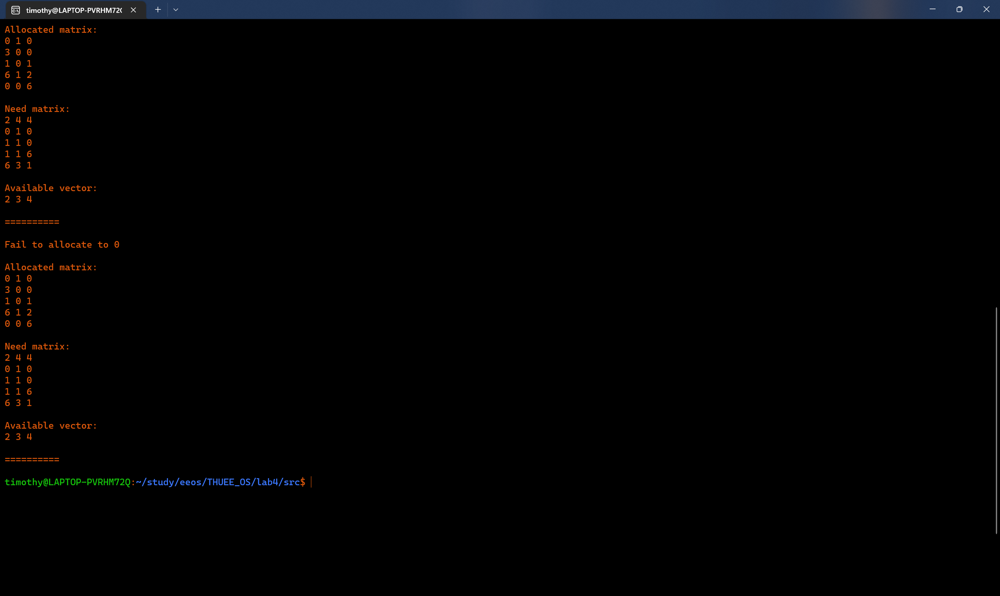 timothy@LAPTOP-PVRHM72
Allocated matrix:
0 1 0
3 0 0
1 0 1
6 1 2
0 0 6
Need matrix:
2 4 4
0 1 0
1 1 0
1 1 6
6 3 1
Available vector:
2 3 4
==========
Fail to allocate to 0
Allocated matrix:
0 1 0
3 0 0
1 0 1
6 1 2
0 0 6
Need matrix:
2 4 4
0 1 0
1 1 0
1 1 6
6 3 1
Available vector:
2 3 4
==========
timothy@LAPTOP-PVRHM72Q:~/study/eeos/THUEE_OS/lab4/src$